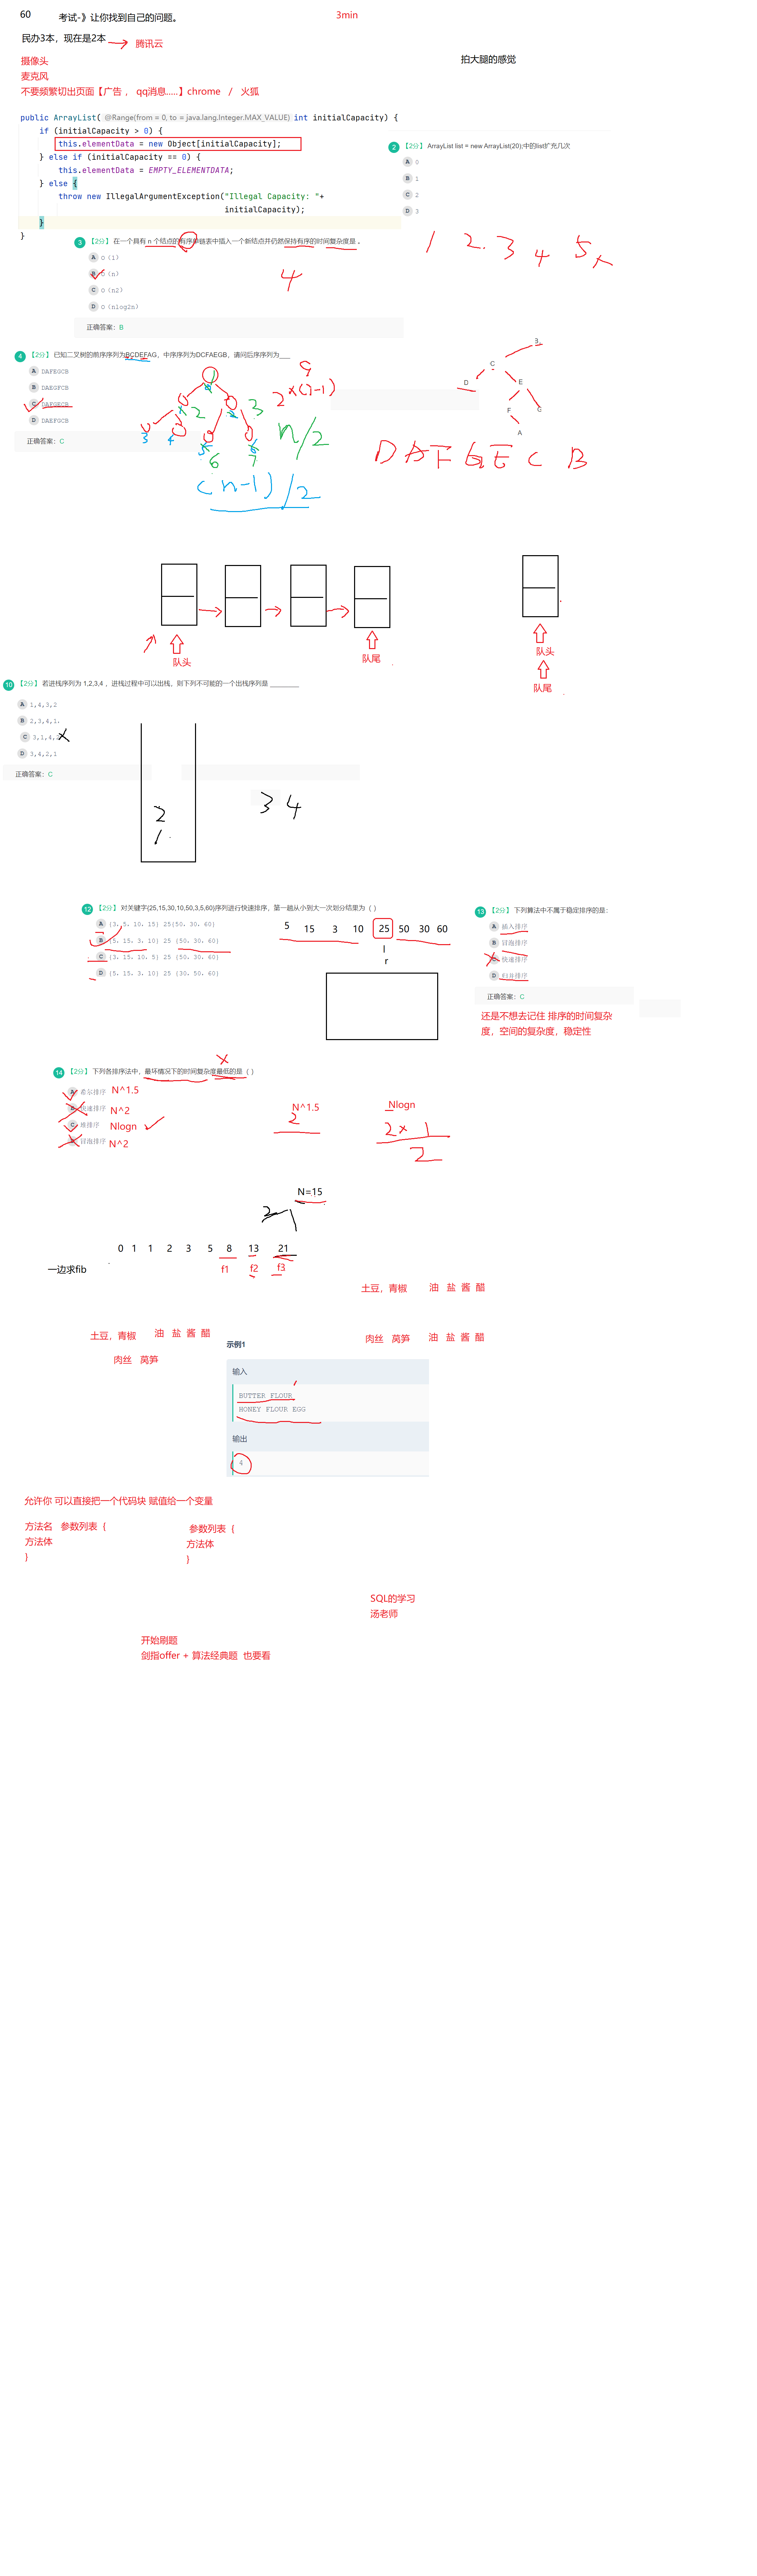 60
考试-》让你找到自己的问题。
3min
民办3本，现在是2本
腾讯云
拍大腿的感觉
摄像头
麦克风
不要频繁切出页面【广告， qq消息.....】chrome / 火狐
public ArrayList( @Range(from = 0, to = java.lang.Integer.MAX_VALUE) int initialCapacity) {
if (initialCapacity > 0) {
this.elementData = new Object[initialCapacity];
} else if (initialCapacity == 0) {
this.elementData = EMPTY_ELEMENTDATA;
} else {
throw new IllegalArgumentException("Illegal Capacity: "+
initialCapacity);
}
}
2 【2分】 ArrayList list = new ArrayList(20);中的list扩充几次
A 0
B 1
C 2
D 3
3 【2分】 在一个具有 n 个结点的有序单链表中插入一个新结点并仍然保持有序的时间复杂度是 。
A O（1）
B O（n）
C O（n2）
D O（nlog2n）
正确答案：B
1 2. 3 4 5
4
4 【2分】 已知二叉树的前序序列为BCDEFAG，中序序列为DCFAEGB，请问后序序列为___
A DAFEGCB
B DAEGFCB
C DAFGECB
D DAEFGCB
正确答案：C
2×(i-1)
n/2
(n-1)/2
B
C
D
E
F
G
A
D A F G E C B
队头
队尾
队头
队尾
10 【2分】 若进栈序列为 1,2,3,4 ，进栈过程中可以出栈，则下列不可能的一个出栈序列是 ________
A 1,4,3,2
B 2,3,4,1
C 3,1,4,
D 3,4,2,1
正确答案：C
2
1
3 4
12 【2分】 对关键字{25,15,30,10,50,3,5,60}序列进行快速排序，第一趟从小到大一次划分结果为（）
A {3，5，10，15} 25{50，30，60}
B {5，15，3，10} 25 {50，30，60}
C {3，15，10，5} 25 {50，30，60}
D {5，15，3，10} 25 {30，50，60}
5 15 3 10 25 50 30 60
l
r
13 【2分】 下列算法中不属于稳定排序的是：
A 插入排序
B 冒泡排序
C 快速排序
D 归并排序
正确答案：C
还是不想去记住 排序的时间复杂
度，空间的复杂度，稳定性
14 【2分】 下列各排序法中，最坏情况下的时间复杂度最低的是（）
A 希尔排序 N^1.5
B 快速排序 N^2
C 堆排序 Nlogn
D 冒泡排序 N^2
N^1.5
2
Nlogn
2× 1
2
N=15
0 1 1 2 3 5 8 13 21
一边求fib
f1 f2 f3
土豆，青椒 油 盐 酱 醋
土豆，青椒 油 盐 酱 醋
肉丝 莴笋
肉丝 莴笋 油 盐 酱 醋
示例1
输入
BUTTER FLOUR
HONEY FLOUR EGG
输出
4
允许你 可以直接把一个代码块 赋值给一个变量
方法名 参数列表 {
方法体
}
参数列表 {
方法体
}
SQL的学习
汤老师
开始刷题
剑指offer + 算法经典题 也要看